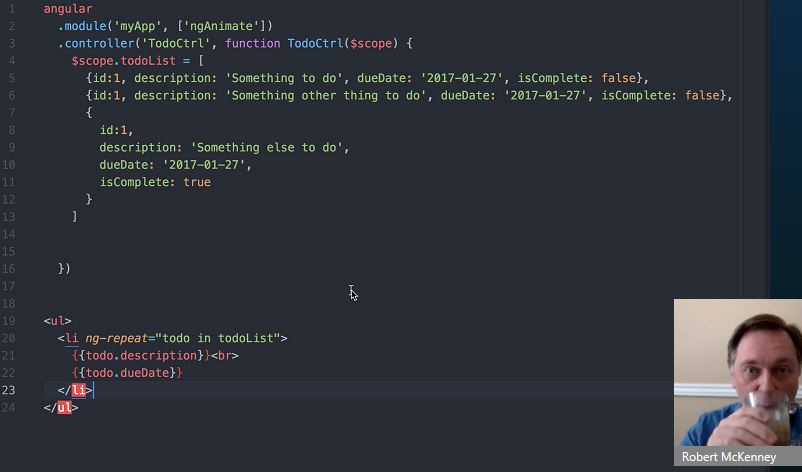 1 angular
2 .module('myApp', ['ngAnimate'])
3 .controller('TodoCtrl', function TodoCtrl($scope) {
4 $scope.todoList = [
5 {id:1, description: 'Something to do', dueDate: '2017-01-27', isComplete: false},
6 {id:1, description: 'Something other thing to do', dueDate: '2017-01-27', isComplete: false},
7 {
8 id:1,
9 description: 'Something else to do',
10 dueDate: '2017-01-27',
11 isComplete: true
12 }
13 ]
14
15
16 })
17
18
19 <ul>
20 <li ng-repeat="todo in todoList">
21 {{todo.description}}<br>
22 {{todo.dueDate}}
23 </li>
24 </ul>
Robert McKenney